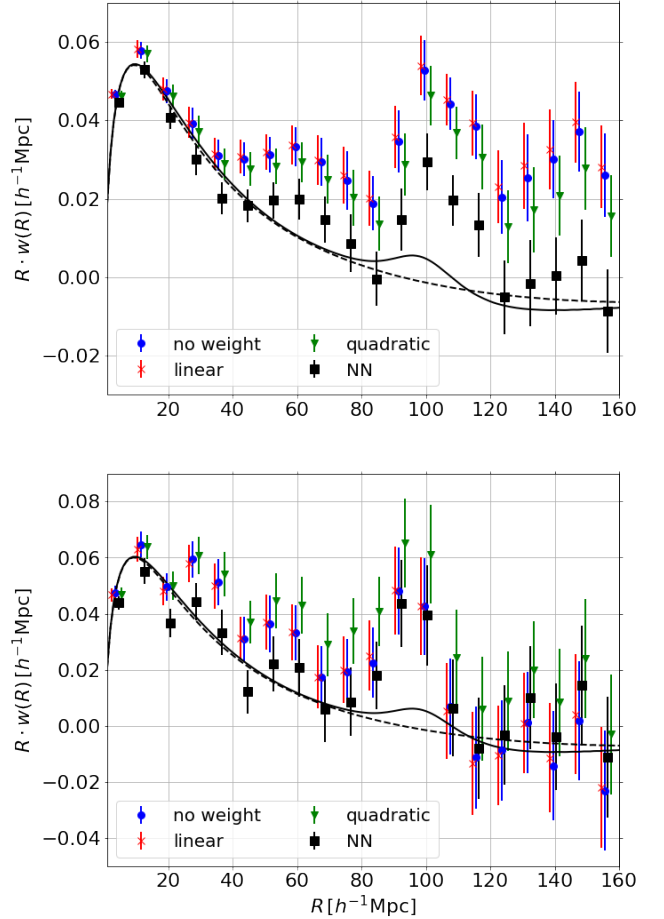 0.06
0.04
0.02
0.00
−0.02
R · w(R) [h⁻¹Mpc]
no weight
quadratic
linear
NN
20 40 60 80 100 120 140 160
0.08
0.06
0.04
0.02
0.00
−0.02
−0.04
R · w(R) [h⁻¹Mpc]
no weight
quadratic
linear
NN
20 40 60 80 100 120 140 160
R [h⁻¹Mpc]